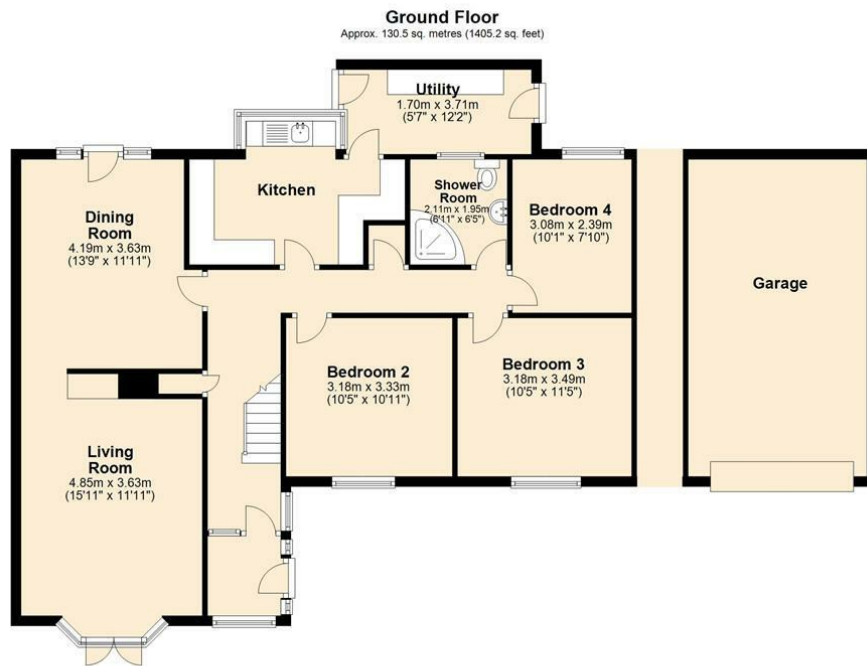 Ground Floor
Approx. 130.5 sq. metres (1405.2 sq. feet)
Utility
1.70m x 3.71m
(5'7" x 12'2")
Kitchen
Shower
Room
2.11m x 1.95m
(6'11" x 6'5")
Bedroom 4
3.08m x 2.39m
(10'1" x 7'10")
Dining
Room
4.19m x 3.63m
(13'9" x 11'11")
Garage
Bedroom 2
3.18m x 3.33m
(10'5" x 10'11")
Bedroom 3
3.18m x 3.49m
(10'5" x 11'5")
Living
Room
4.85m x 3.63m
(15'11" x 11'11")